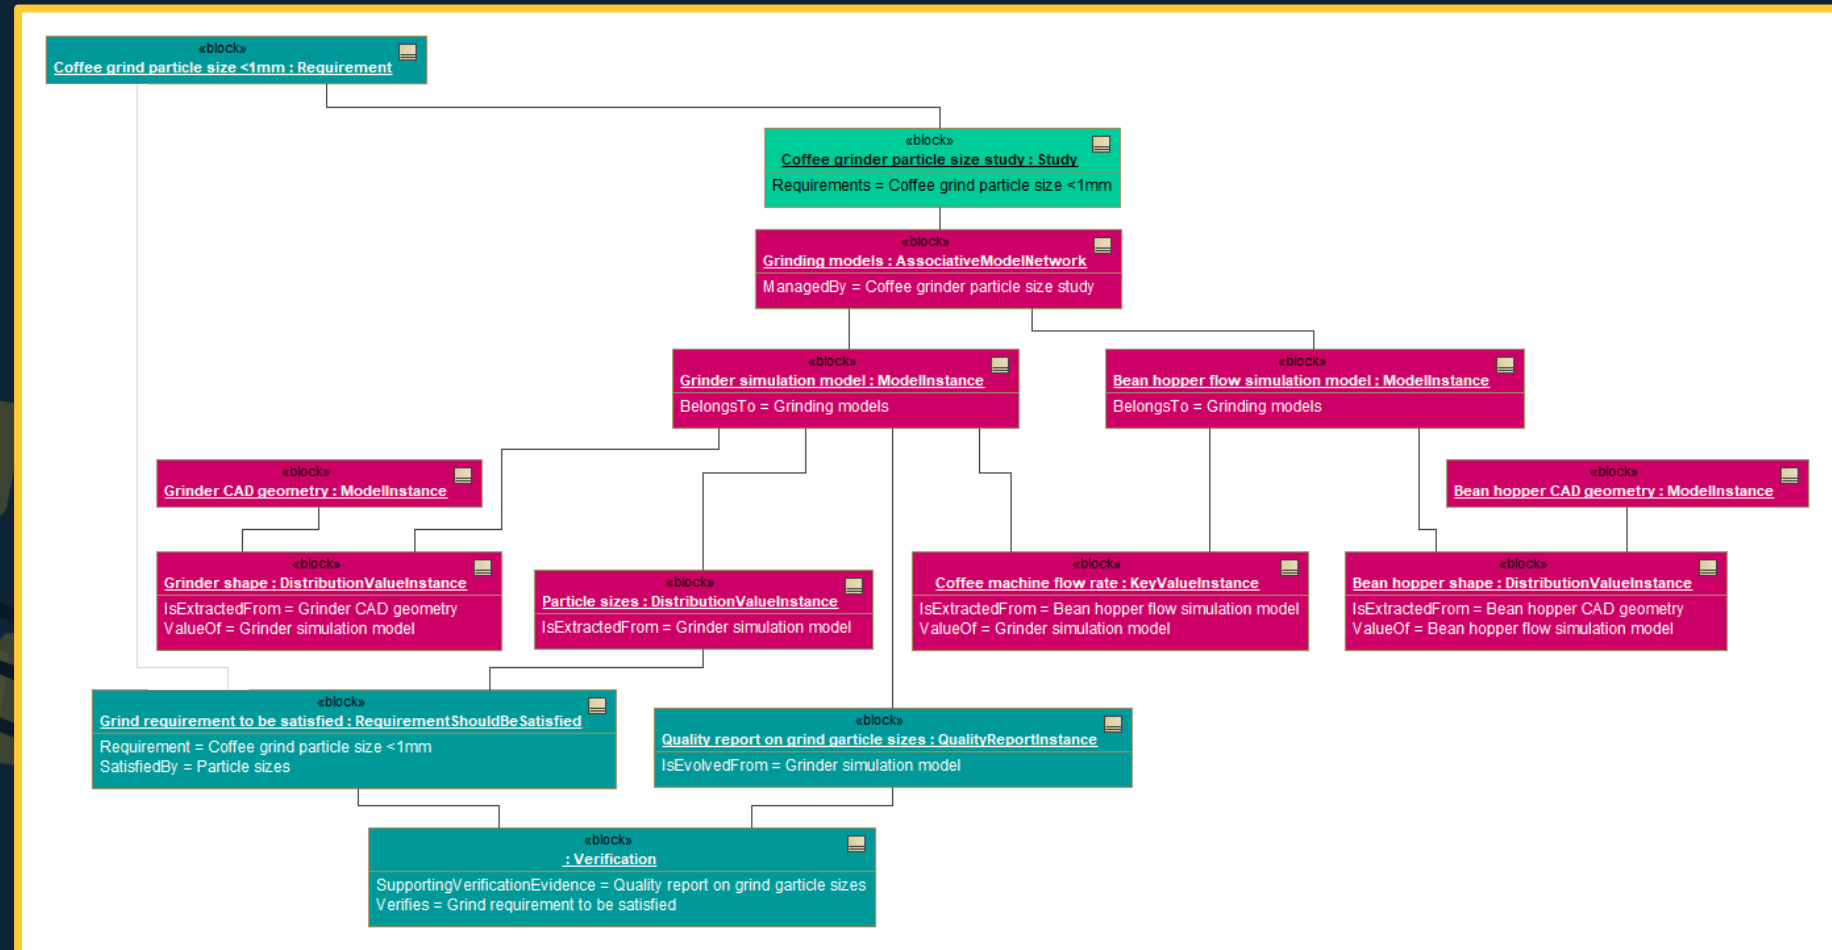 «block»
Coffee grind particle size <1mm : Requirement
«block»
Coffee grinder particle size study : Study
Requirements = Coffee grind particle size <1mm
«block»
Grinding models : AssociativeModelNetwork
ManagedBy = Coffee grinder particle size study
«block»
Grinder simulation model : ModelInstance
BelongsTo = Grinding models
«block»
Bean hopper flow simulation model : ModelInstance
BelongsTo = Grinding models
«block»
Grinder CAD geometry : ModelInstance
«block»
Bean hopper CAD geometry : ModelInstance
«block»
Grinder shape : DistributionValueInstance
IsExtractedFrom = Grinder CAD geometry
ValueOf = Grinder simulation model
«block»
Particle sizes : DistributionValueInstance
IsExtractedFrom = Grinder simulation model
«block»
Coffee machine flow rate : KeyValueInstance
IsExtractedFrom = Bean hopper flow simulation model
ValueOf = Grinder simulation model
«block»
Bean hopper shape : DistributionValueInstance
IsExtractedFrom = Bean hopper CAD geometry
ValueOf = Bean hopper flow simulation model
«block»
Grind requirement to be satisfied : RequirementShouldBeSatisfied
Requirement = Coffee grind particle size <1mm
SatisfiedBy = Particle sizes
«block»
Quality report on grind garticle sizes : QualityReportInstance
IsEvolvedFrom = Grinder simulation model
«block»
: Verification
SupportingVerificationEvidence = Quality report on grind garticle sizes
Verifies = Grind requirement to be satisfied